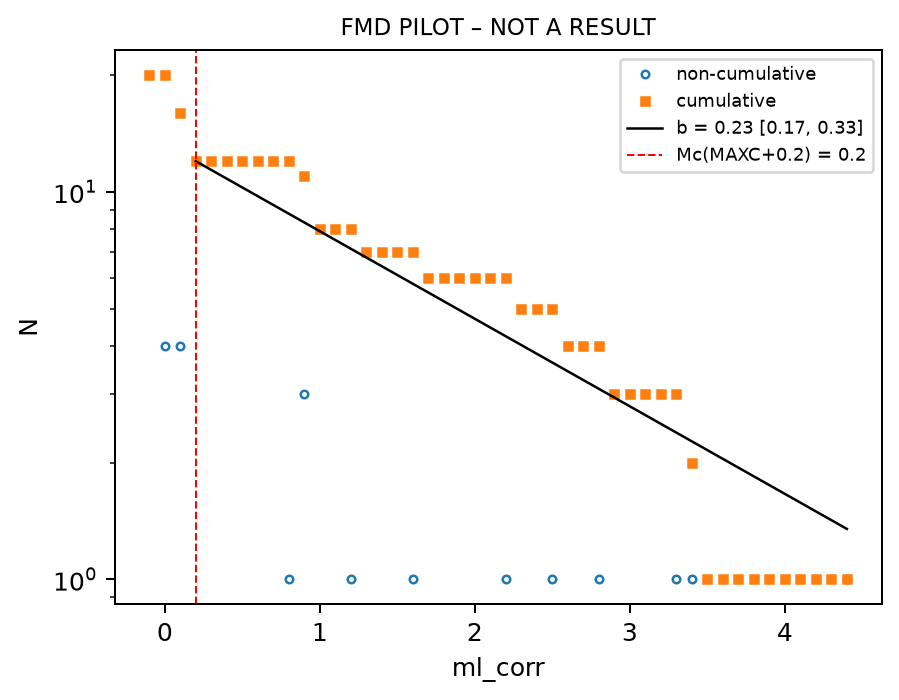 FMD PILOT – NOT A RESULT
non-cumulative
cumulative
b = 0.23 [0.17, 0.33]
Mc(MAXC+0.2) = 0.2
N
10¹
10⁰
0 1 2 3 4
ml_corr